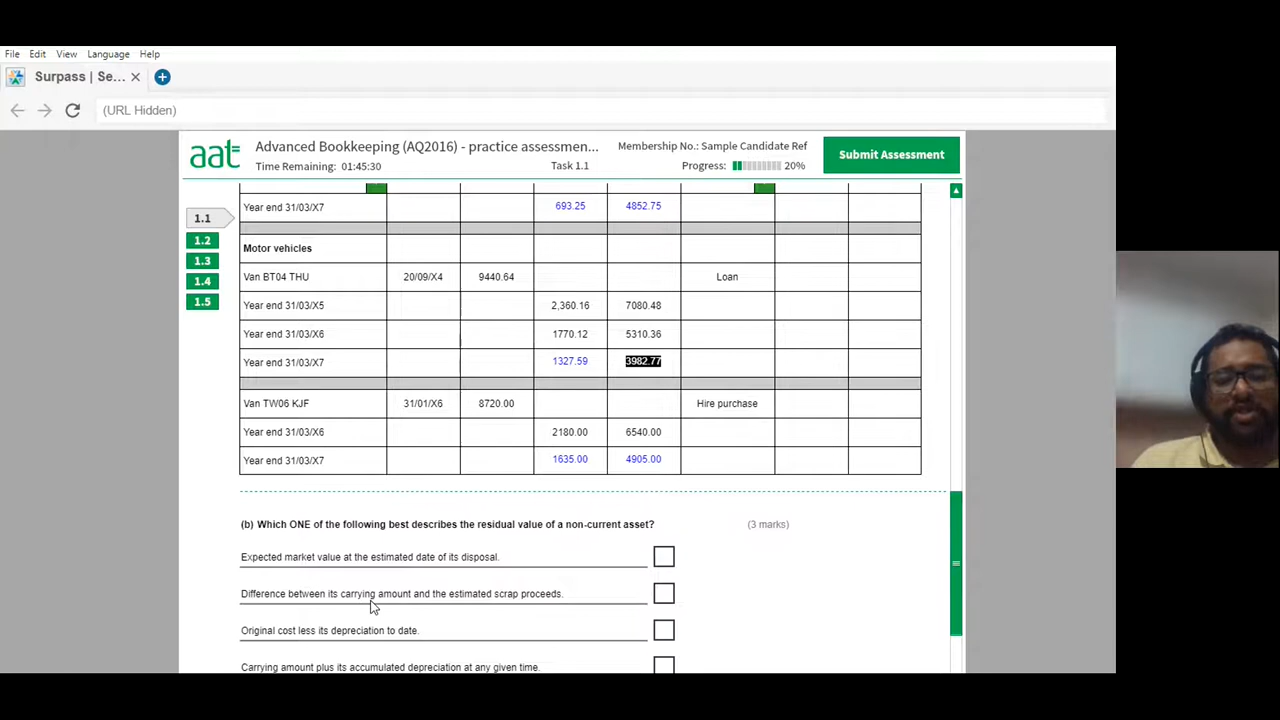 File Edit View Language Help
Surpass | Se...
(URL Hidden)
aat Advanced Bookkeeping (AQ2016) - practice assessmen... Membership No.: Sample Candidate Ref Submit Assessment
Time Remaining: 01:45:30 Task 1.1 Progress: 20%
Year end 31/03/X7 693.25 4852.75
1.1
1.2
1.3
1.4
1.5
Motor vehicles
Van BT04 THU 20/09/X4 9440.64 Loan
Year end 31/03/X5 2,360.16 7080.48
Year end 31/03/X6 1770.12 5310.36
Year end 31/03/X7 1327.59 3982.77
Van TW06 KJF 31/01/X6 8720.00 Hire purchase
Year end 31/03/X6 2180.00 6540.00
Year end 31/03/X7 1635.00 4905.00
(b) Which ONE of the following best describes the residual value of a non-current asset? (3 marks)
Expected market value at the estimated date of its disposal.
Difference between its carrying amount and the estimated scrap proceeds.
Original cost less its depreciation to date.
Carrying amount plus its accumulated depreciation at any given time.